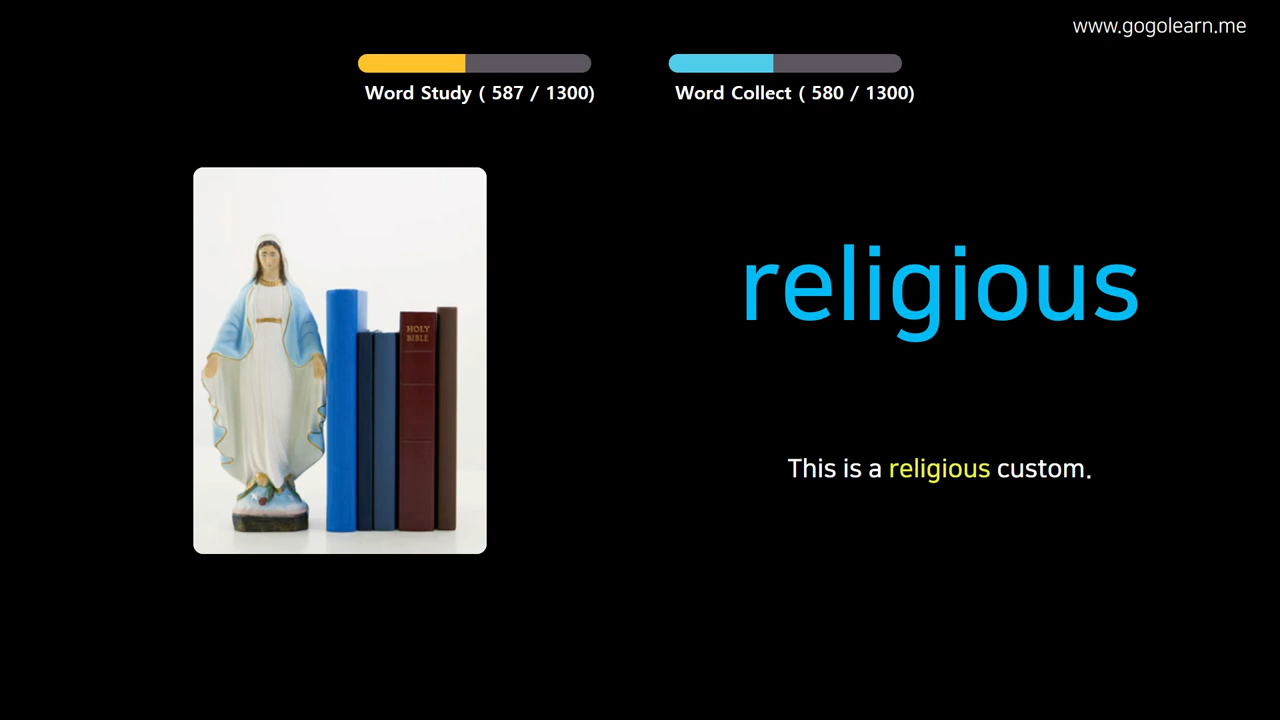 www.gogolearn.me
Word Study ( 587 / 1300)
Word Collect ( 580 / 1300)
religious
HOLY
BIBLE
This is a religious custom.